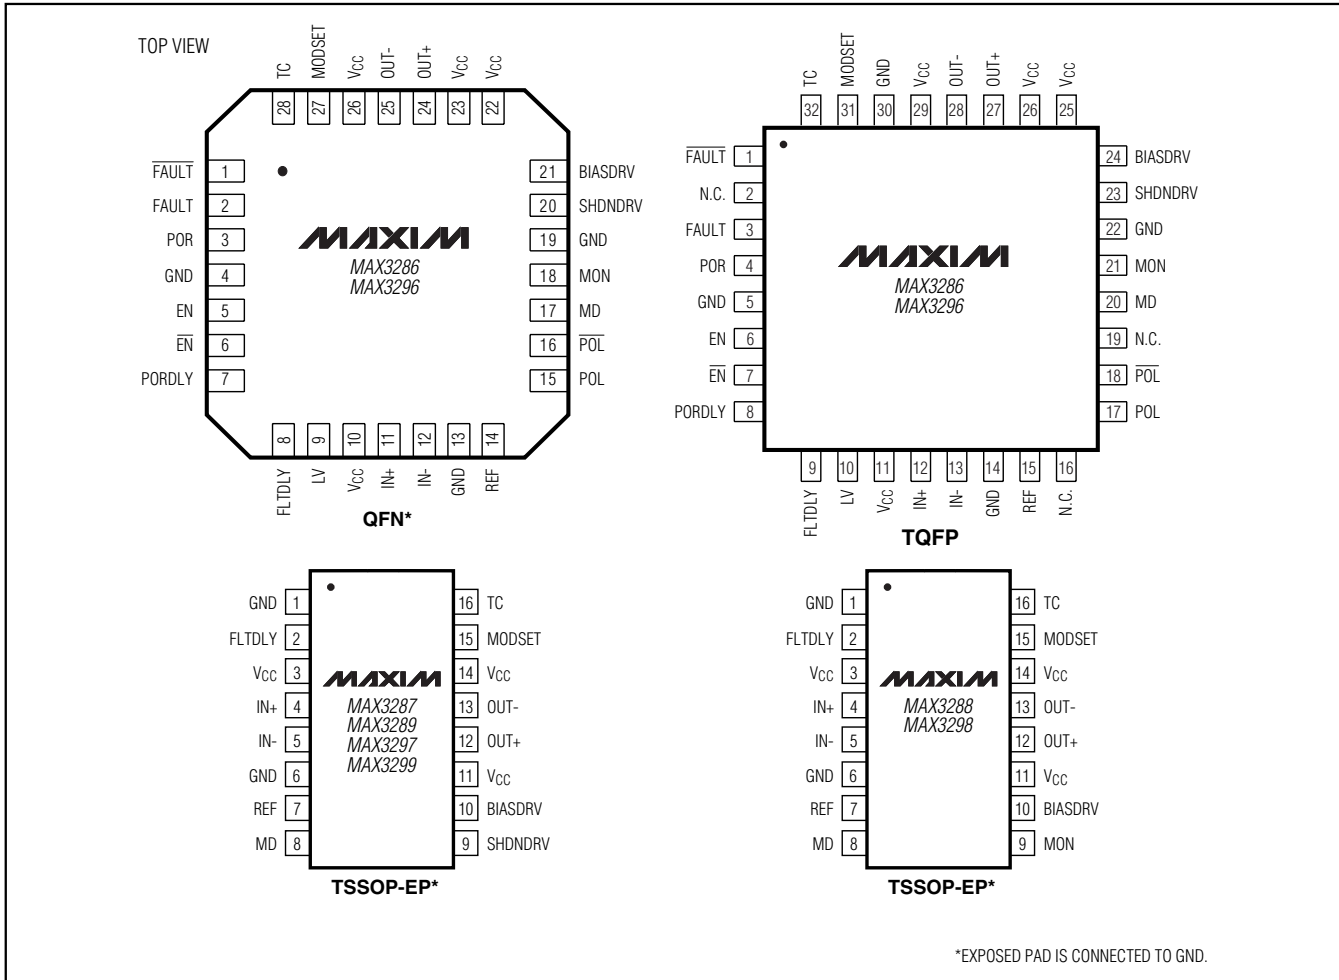 TOP VIEW
TC
MODSET
VCC
OUT-
OUT+
VCC
VCC
28
27
26
25
24
23
22
FAULT 1
FAULT 2
POR 3
GND 4
EN 5
EN 6
PORDLY 7
MAXIM
MAX3286
MAX3296
21 BIASDRV
20 SHDNDRV
19 GND
18 MON
17 MD
16 POL
15 POL
8
9
10
11
12
13
14
FLTDLY
LV
VCC
IN+
IN-
GND
REF
QFN*
TC
MODSET
GND
VCC
OUT-
OUT+
VCC
VCC
32
31
30
29
28
27
26
25
FAULT 1
N.C. 2
FAULT 3
POR 4
GND 5
EN 6
EN 7
PORDLY 8
MAXIM
MAX3286
MAX3296
24 BIASDRV
23 SHDNDRV
22 GND
21 MON
20 MD
19 N.C.
18 POL
17 POL
9
10
11
12
13
14
15
16
FLTDLY
LV
VCC
IN+
IN-
GND
REF
N.C.
TQFP
GND 1
FLTDLY 2
VCC 3
IN+ 4
IN- 5
GND 6
REF 7
MD 8
MAXIM
MAX3287
MAX3289
MAX3297
MAX3299
16 TC
15 MODSET
14 VCC
13 OUT-
12 OUT+
11 VCC
10 BIASDRV
9 SHDNDRV
TSSOP-EP*
GND 1
FLTDLY 2
VCC 3
IN+ 4
IN- 5
GND 6
REF 7
MD 8
MAXIM
MAX3288
MAX3298
16 TC
15 MODSET
14 VCC
13 OUT-
12 OUT+
11 VCC
10 BIASDRV
9 MON
TSSOP-EP*
*EXPOSED PAD IS CONNECTED TO GND.